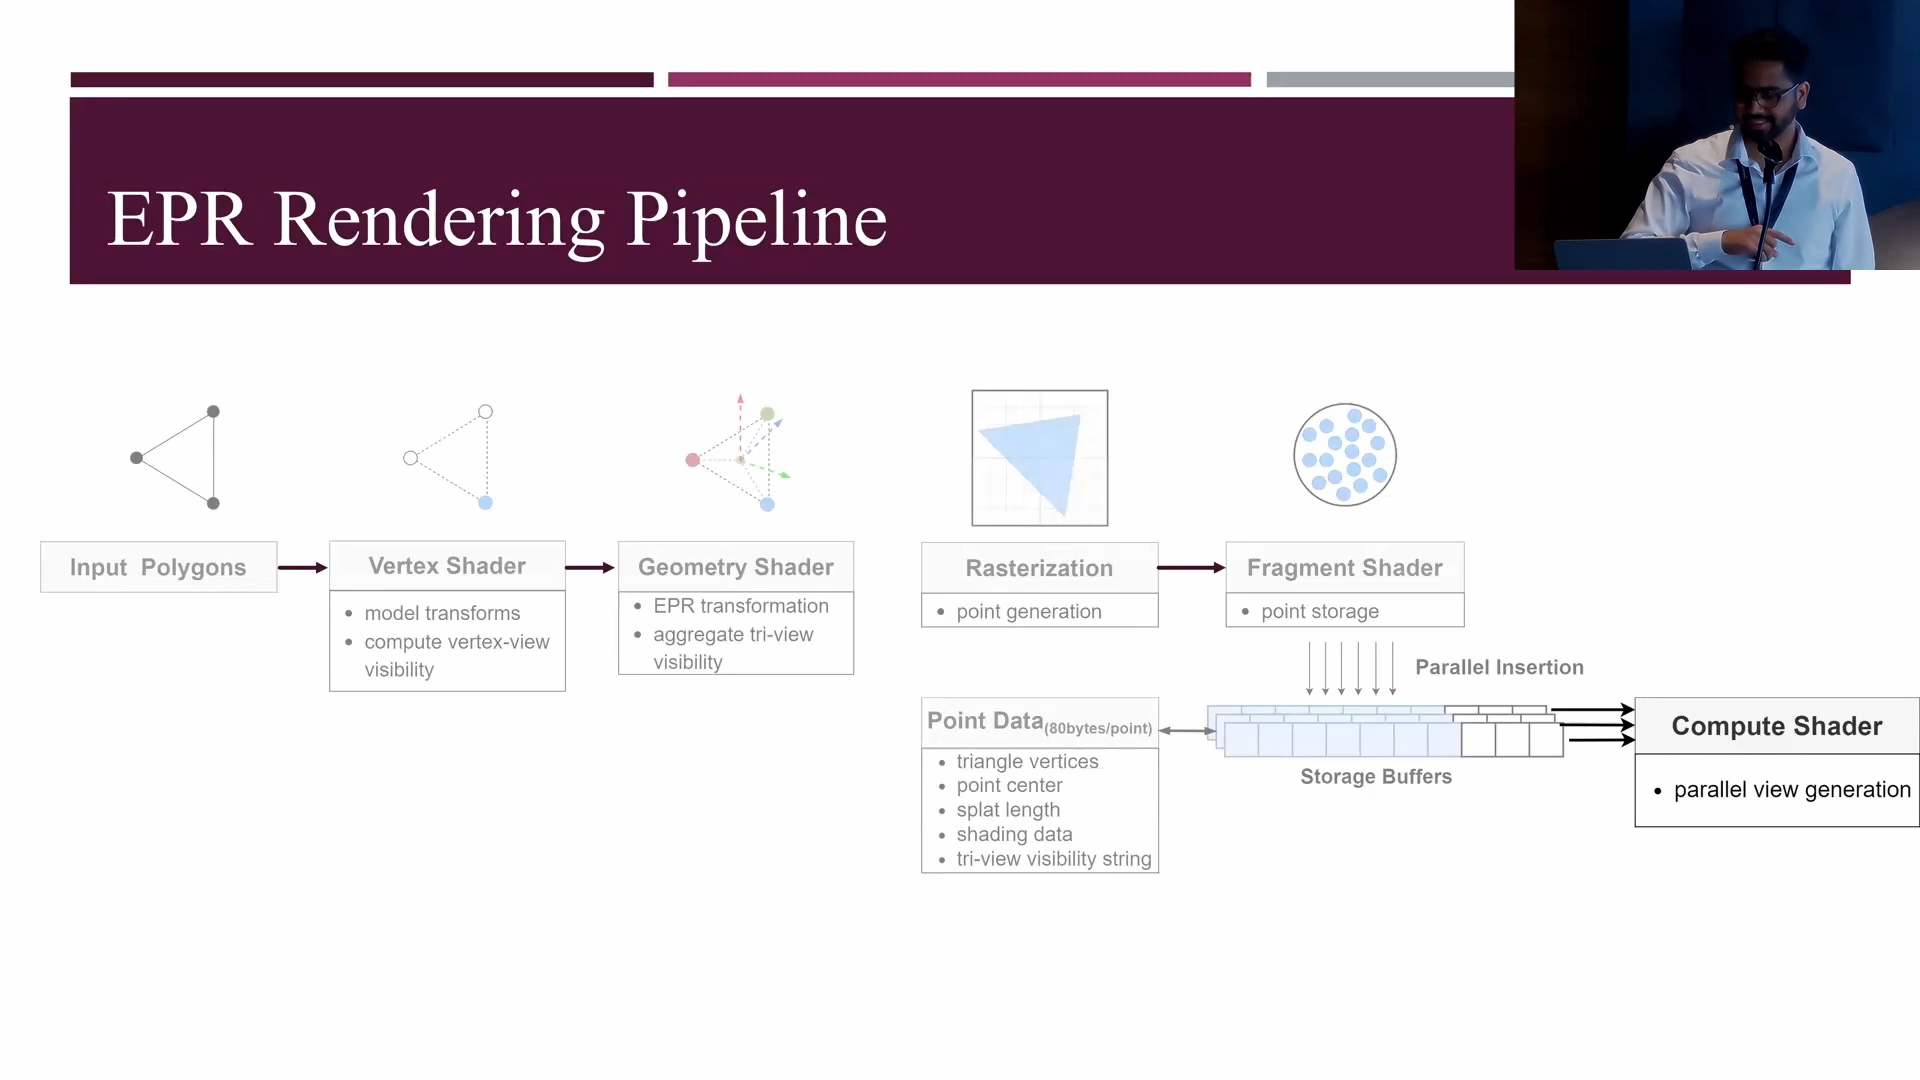 EPR Rendering Pipeline
Input Polygons
Vertex Shader
• model transforms
• compute vertex-view
visibility
Geometry Shader
• EPR transformation
• aggregate tri-view
visibility
Rasterization
• point generation
Fragment Shader
• point storage
Parallel Insertion
Point Data(80bytes/point)
• triangle vertices
• point center
• splat length
• shading data
• tri-view visibility string
Storage Buffers
Compute Shader
• parallel view generation